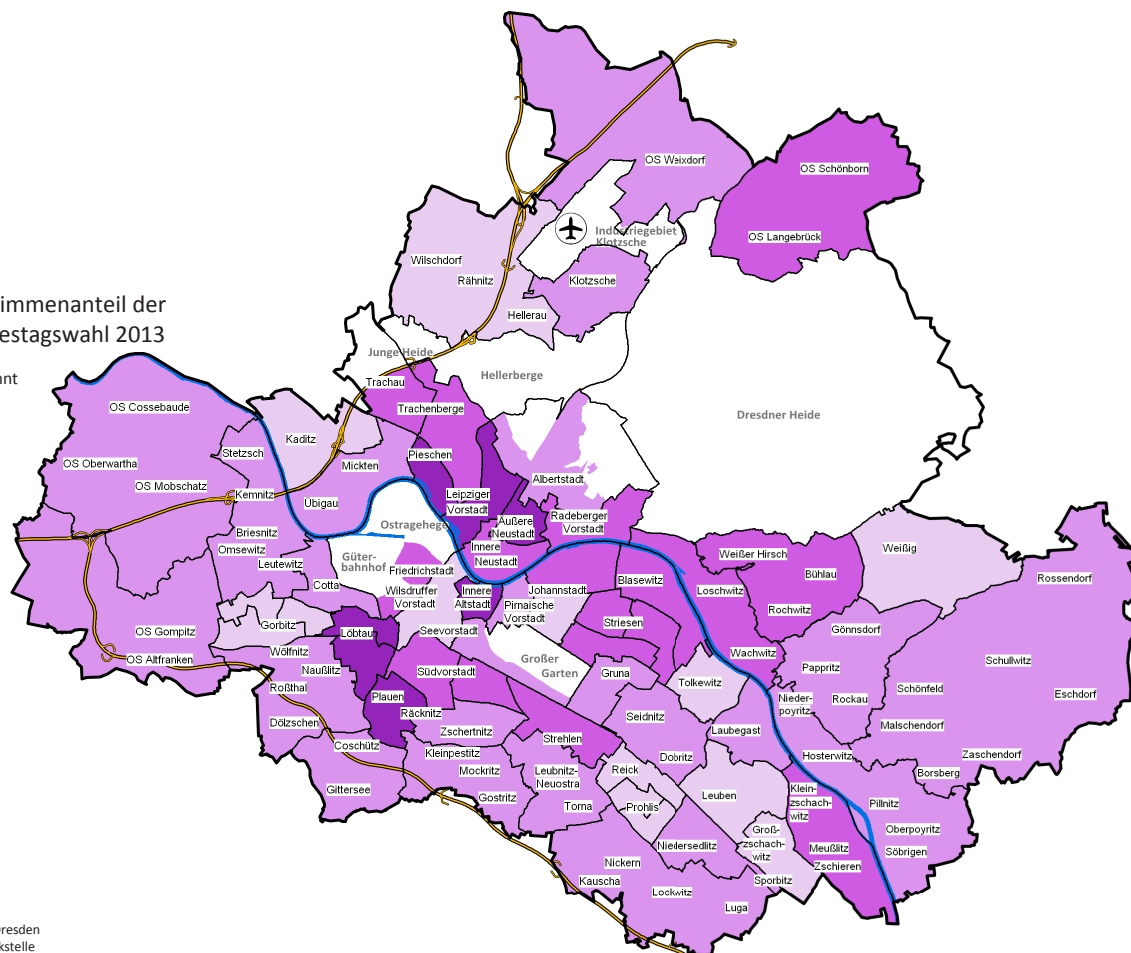 immenanteil der
estagswahl 2013
nnt
OS Weixdorf
OS Schönborn
OS Langebrück
Industriegebiet
Klotzsche
Wilschdorf
Rähnitz
Klotzsche
Hellerau
Junge Heide
Hellerberge
Trachau
Trachenberge
Dresdner Heide
OS Cossebaude
Kaditz
Stetzsch
Mickten
Pieschen
OS Oberwartha
OS Mobschatz
Kemnitz
Übigau
Leipziger
Vorstadt
Albertstadt
Äußere
Neustadt
Radeberger
Vorstadt
Ostragehege
Briesnitz
Omsewitz
Leutewitz
Güter-
bahnhof
Innere
Neustadt
Friedrichstadt
Cotta
Wilsdruffer
Vorstadt
Innere
Altstadt
Johannstadt
Pirnaische
Vorstadt
Blasewitz
Loschwitz
Weißer Hirsch
Bühlau
Rochwitz
Weißig
Rossendorf
Gorbitz
Löbtau
Seevorstadt
Striesen
Gönnsdorf
OS Gompitz
OS Altfranken
Wölfnitz
Naußlitz
Südvorstadt
Großer
Garten
Gruna
Wachwitz
Pappritz
Schullwitz
Roßthal
Plauen
Tolkewitz
Nieder-
poyritz
Rockau
Schönfeld
Eschdorf
Dölzschen
Räcknitz
Zschertnitz
Seidnitz
Laubegast
Malschendorf
Coschütz
Kleinpestitz
Strehlen
Dobritz
Hosterwitz
Zaschendorf
Mockritz
Leubnitz-
Neuostra
Reick
Borsberg
Gittersee
Gostritz
Torna
Prohlis
Leuben
Klein-
zschach-
witz
Pillnitz
Oberpoyritz
Söbrigen
Groß-
zschach-
witz
Meußlitz
Zschieren
Niedersedlitz
Nickern
Kauscha
Lockwitz
Sporbitz
Luga
Dresden
kstelle